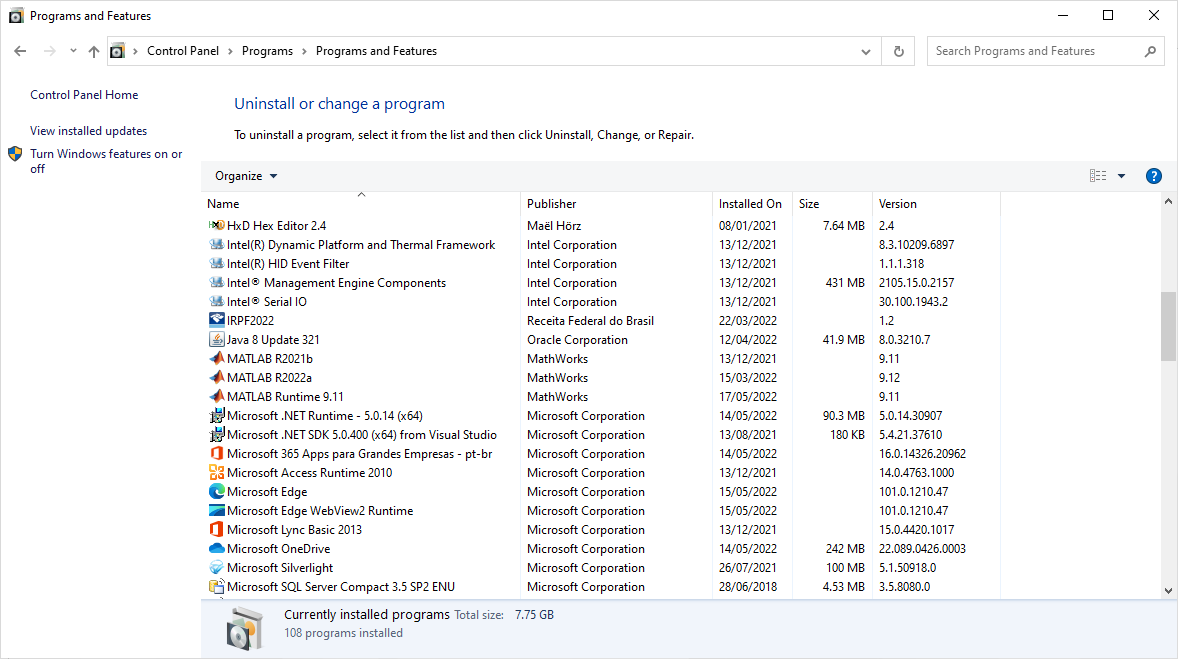 Programs and Features
Control Panel > Programs > Programs and Features
Search Programs and Features
Control Panel Home
View installed updates
Turn Windows features on or
off
Uninstall or change a program
To uninstall a program, select it from the list and then click Uninstall, Change, or Repair.
Organize
Name Publisher Installed On Size Version
HxD Hex Editor 2.4 Maël Hörz 08/01/2021 7.64 MB 2.4
Intel(R) Dynamic Platform and Thermal Framework Intel Corporation 13/12/2021 8.3.10209.6897
Intel(R) HID Event Filter Intel Corporation 13/12/2021 1.1.1.318
Intel® Management Engine Components Intel Corporation 13/12/2021 431 MB 2105.15.0.2157
Intel® Serial IO Intel Corporation 13/12/2021 30.100.1943.2
IRPF2022 Receita Federal do Brasil 22/03/2022 1.2
Java 8 Update 321 Oracle Corporation 12/04/2022 41.9 MB 8.0.3210.7
MATLAB R2021b MathWorks 13/12/2021 9.11
MATLAB R2022a MathWorks 15/03/2022 9.12
MATLAB Runtime 9.11 MathWorks 17/05/2022 9.11
Microsoft .NET Runtime - 5.0.14 (x64) Microsoft Corporation 14/05/2022 90.3 MB 5.0.14.30907
Microsoft .NET SDK 5.0.400 (x64) from Visual Studio Microsoft Corporation 13/08/2021 180 KB 5.4.21.37610
Microsoft 365 Apps para Grandes Empresas - pt-br Microsoft Corporation 14/05/2022 16.0.14326.20962
Microsoft Access Runtime 2010 Microsoft Corporation 13/12/2021 14.0.4763.1000
Microsoft Edge Microsoft Corporation 15/05/2022 101.0.1210.47
Microsoft Edge WebView2 Runtime Microsoft Corporation 15/05/2022 101.0.1210.47
Microsoft Lync Basic 2013 Microsoft Corporation 13/12/2021 15.0.4420.1017
Microsoft OneDrive Microsoft Corporation 14/05/2022 242 MB 22.089.0426.0003
Microsoft Silverlight Microsoft Corporation 26/07/2021 100 MB 5.1.50918.0
Microsoft SQL Server Compact 3.5 SP2 ENU Microsoft Corporation 28/06/2018 4.53 MB 3.5.8080.0
Currently installed programs Total size: 7.75 GB
108 programs installed